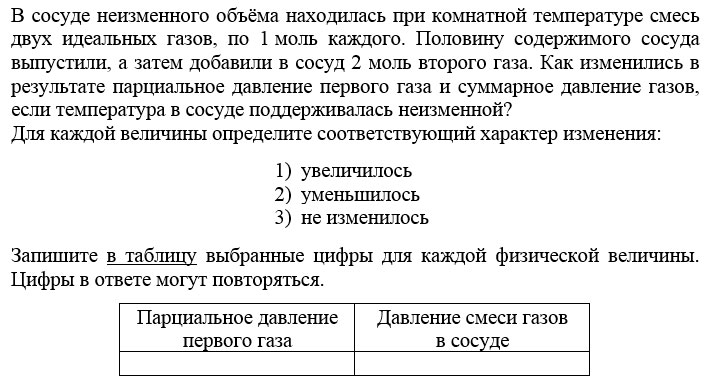 В сосуде неизменного объёма находилась при комнатной температуре смесь
двух идеальных газов, по 1 моль каждого. Половину содержимого сосуда
выпустили, а затем добавили в сосуд 2 моль второго газа. Как изменились в
результате парциальное давление первого газа и суммарное давление газов,
если температура в сосуде поддерживалась неизменной?
Для каждой величины определите соответствующий характер изменения:
1) увеличилось
2) уменьшилось
3) не изменилось
Запишите в таблицу выбранные цифры для каждой физической величины.
Цифры в ответе могут повторяться.
Парциальное давление Давление смеси газов
первого газа в сосуде